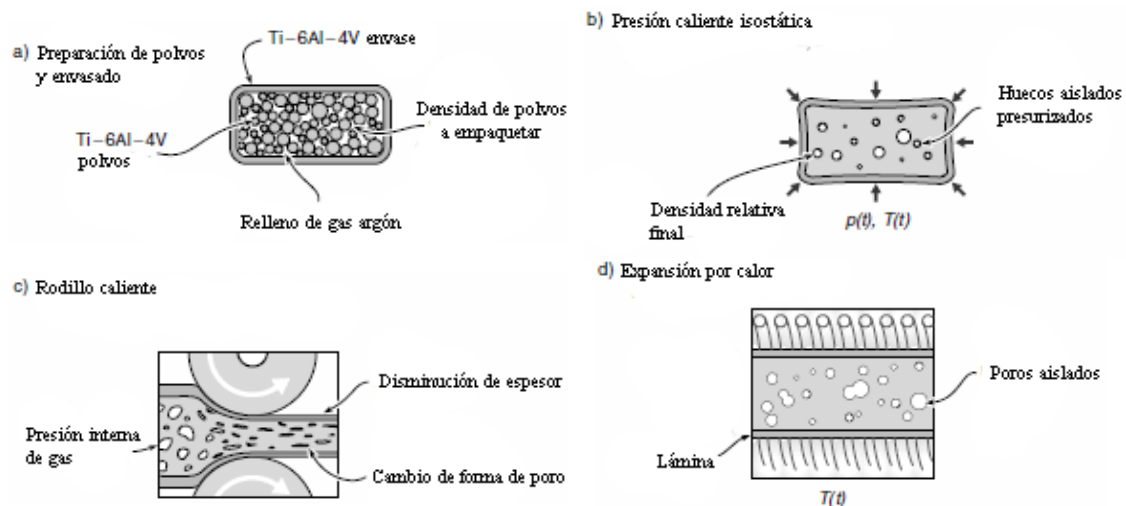 a) Preparación de polvos
y envasado
Ti-6Al-4V envase
Densidad de polvos
a empaquetar
Ti-6Al-4V
polvos
Relleno de gas argón
b) Presión caliente isostática
Huecos aislados
presurizados
Densidad relativa
final
p(t), T(t)
c) Rodillo caliente
Disminución de espesor
Presión interna
de gas
Cambio de forma de poro
d) Expansión por calor
Poros aislados
Lámina
T(t)